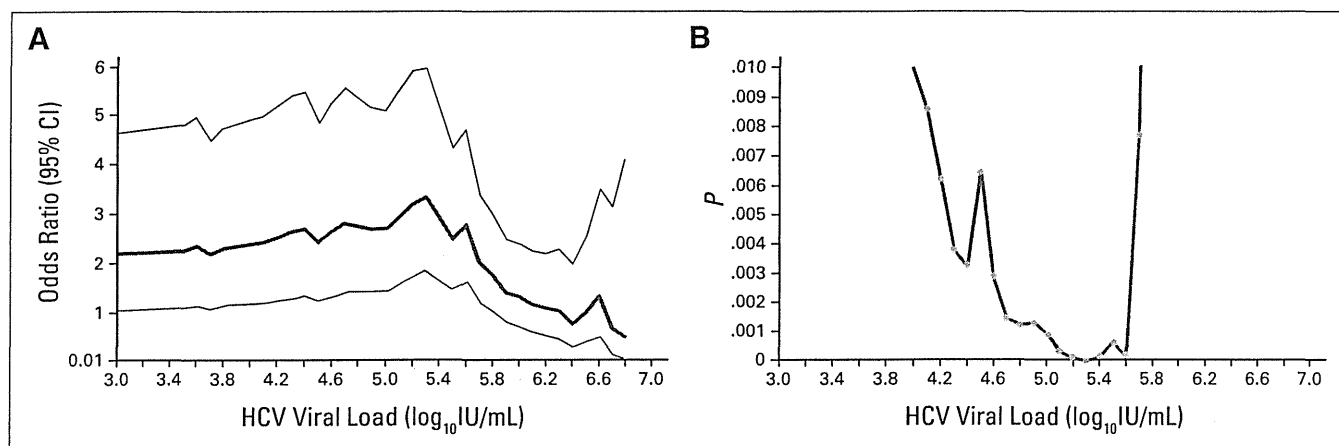 A
Odds Ratio (95% CI)
6
5
4
3
2
1
0.01
3.0 3.4 3.8 4.2 4.6 5.0 5.4 5.8 6.2 6.6 7.0
HCV Viral Load (log10IU/mL)
B
P
.010
.009
.008
.007
.006
.005
.004
.003
.002
.001
0
3.0 3.4 3.8 4.2 4.6 5.0 5.4 5.8 6.2 6.6 7.0
HCV Viral Load (log10IU/mL)